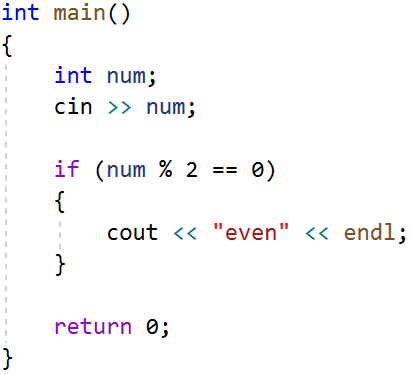 int main()
{
    int num;
    cin >> num;

    if (num % 2 == 0)
    {
        cout << "even" << endl;
    }

    return 0;
}